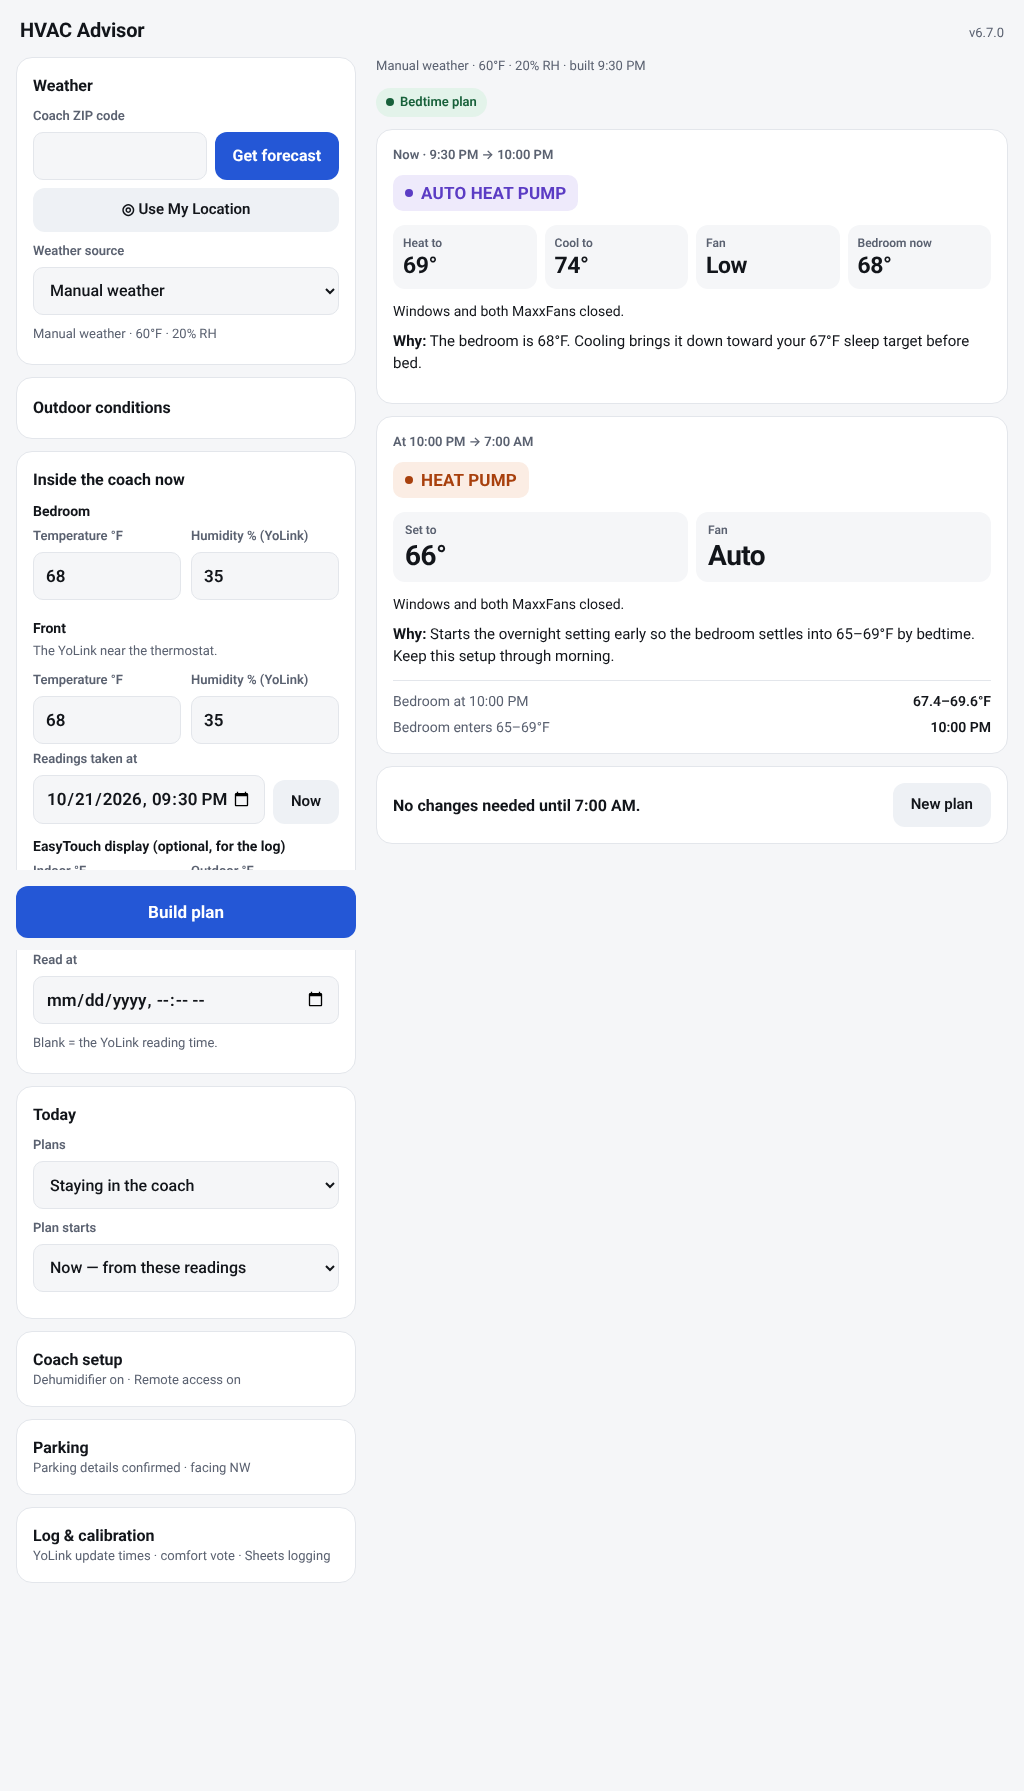 HVAC Advisor
v6.7.0
Weather
Coach ZIP code
Get forecast
◎ Use My Location
Weather source
Manual weather
Manual weather · 60°F · 20% RH
Outdoor conditions
Inside the coach now
Bedroom
Temperature °F
Humidity % (YoLink)
68
35
Front
The YoLink near the thermostat.
Temperature °F
Humidity % (YoLink)
68
35
Readings taken at
10/21/2026, 09:30 PM
Now
EasyTouch display (optional, for the log)
Indoor °F
Outdoor °F
Build plan
Read at
mm/dd/yyyy, --:-- --
Blank = the YoLink reading time.
Today
Plans
Staying in the coach
Plan starts
Now — from these readings
Coach setup
Dehumidifier on · Remote access on
Parking
Parking details confirmed · facing NW
Log & calibration
YoLink update times · comfort vote · Sheets logging
Manual weather · 60°F · 20% RH · built 9:30 PM
Bedtime plan
Now · 9:30 PM → 10:00 PM
AUTO HEAT PUMP
Heat to
69°
Cool to
74°
Fan
Low
Bedroom now
68°
Windows and both MaxxFans closed.
Why: The bedroom is 68°F. Cooling brings it down toward your 67°F sleep target before
bed.
At 10:00 PM → 7:00 AM
HEAT PUMP
Set to
66°
Fan
Auto
Windows and both MaxxFans closed.
Why: Starts the overnight setting early so the bedroom settles into 65–69°F by bedtime.
Keep this setup through morning.
Bedroom at 10:00 PM
67.4–69.6°F
Bedroom enters 65–69°F
10:00 PM
No changes needed until 7:00 AM.
New plan